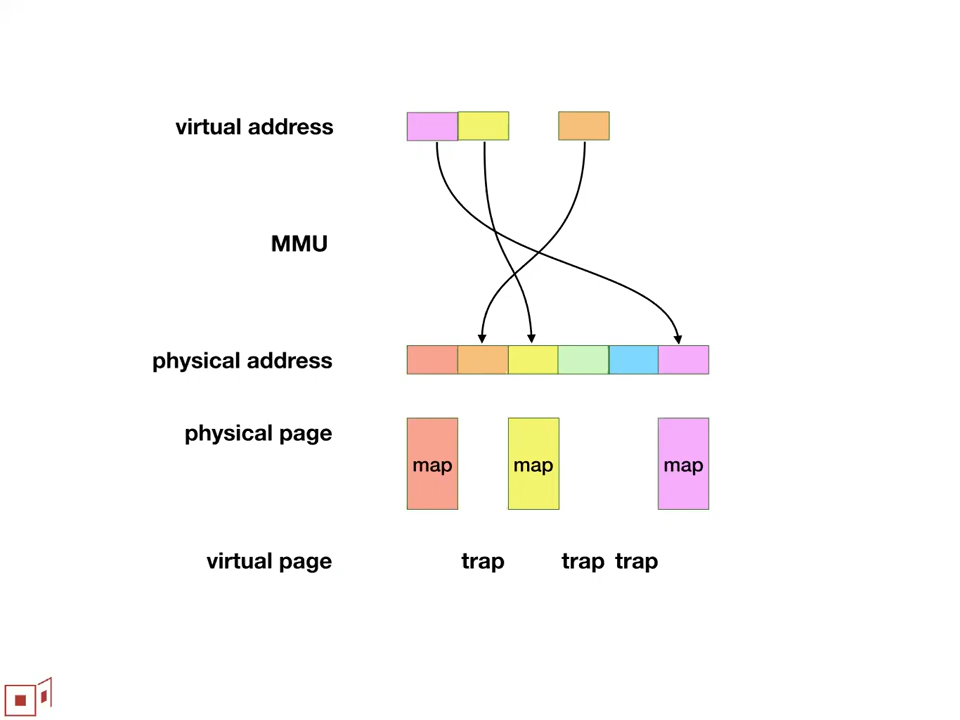 virtual address
MMU
physical address
physical page
map map map
virtual page
trap trap trap